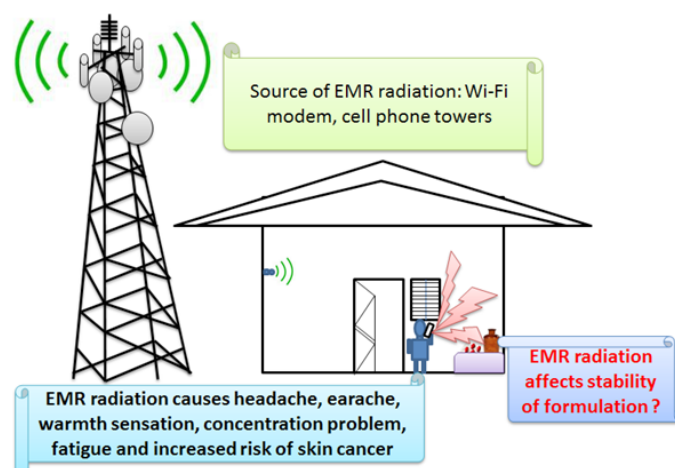 Source of EMR radiation: Wi-Fi
modem, cell phone towers
EMR radiation
affects stability
of formulation ?
EMR radiation causes headache, earache,
warmth sensation, concentration problem,
fatigue and increased risk of skin cancer